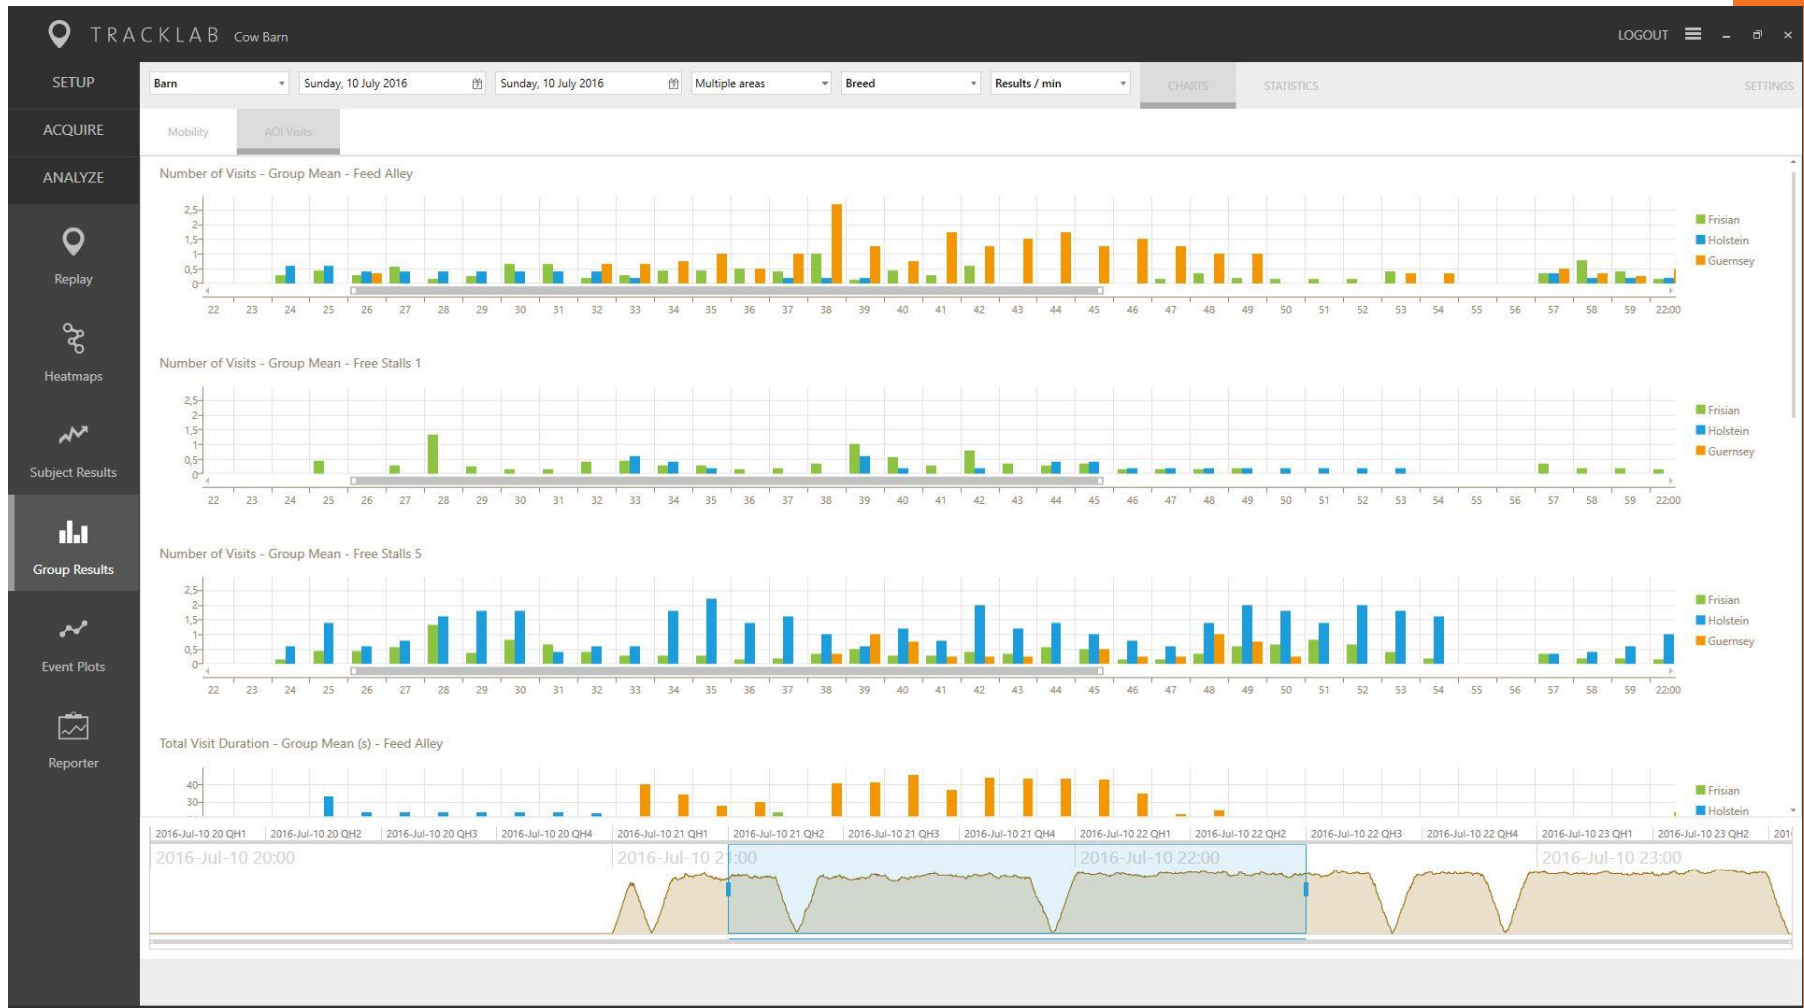 TRACKLAB Cow Barn LOGOUT
SETUP
ACQUIRE
ANALYZE
Replay
Heatmaps
Subject Results
Group Results
Event Plots
Reporter
Barn Sunday, 10 July 2016 Sunday, 10 July 2016 Multiple areas Breed Results / min CHARTS STATISTICS SETTINGS
Mobility AOI Visits
Number of Visits - Group Mean - Feed Alley
2,5
2
1,5
1
0,5
0
22 23 24 25 26 27 28 29 30 31 32 33 34 35 36 37 38 39 40 41 42 43 44 45 46 47 48 49 50 51 52 53 54 55 56 57 58 59 22:00
Frisian
Holstein
Guernsey
Number of Visits - Group Mean - Free Stalls 1
2,5
2
1,5
1
0,5
0
22 23 24 25 26 27 28 29 30 31 32 33 34 35 36 37 38 39 40 41 42 43 44 45 46 47 48 49 50 51 52 53 54 55 56 57 58 59 22:00
Frisian
Holstein
Guernsey
Number of Visits - Group Mean - Free Stalls 5
2,5
2
1,5
1
0,5
0
22 23 24 25 26 27 28 29 30 31 32 33 34 35 36 37 38 39 40 41 42 43 44 45 46 47 48 49 50 51 52 53 54 55 56 57 58 59 22:00
Frisian
Holstein
Guernsey
Total Visit Duration - Group Mean (s) - Feed Alley
40
30
Frisian
Holstein
2016-Jul-10 20 QH1 2016-Jul-10 20 QH2 2016-Jul-10 20 QH3 2016-Jul-10 20 QH4 2016-Jul-10 21 QH1 2016-Jul-10 21 QH2 2016-Jul-10 21 QH3 2016-Jul-10 21 QH4 2016-Jul-10 22 QH1 2016-Jul-10 22 QH2 2016-Jul-10 22 QH3 2016-Jul-10 22 QH4 2016-Jul-10 23 QH1 2016-Jul-10 23 QH2 201
2016-Jul-10 20:00 2016-Jul-10 21:00 2016-Jul-10 22:00 2016-Jul-10 23:00